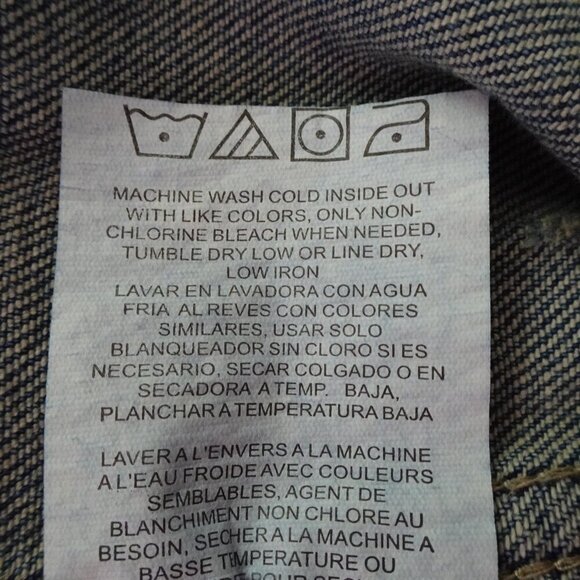 MACHINE WASH COLD INSIDE OUT
WITH LIKE COLORS, ONLY NON-
CHLORINE BLEACH WHEN NEEDED,
TUMBLE DRY LOW OR LINE DRY,
LOW IRON
LAVAR EN LAVADORA CON AGUA
FRIA AL REVES CON COLORES
SIMILARES, USAR SOLO
BLANQUEADOR SIN CLORO SI ES
NECESARIO, SECAR COLGADO O EN
SECADORA A TEMP. BAJA,
PLANCHAR A TEMPERATURA BAJA
LAVER A L'ENVERS A LA MACHINE
A L'EAU FROIDE AVEC COULEURS
SEMBLABLES, AGENT DE
BLANCHIMENT NON CHLORE AU
BESOIN, SECHER A LA MACHINE A
BASSE TEMPERATURE OU